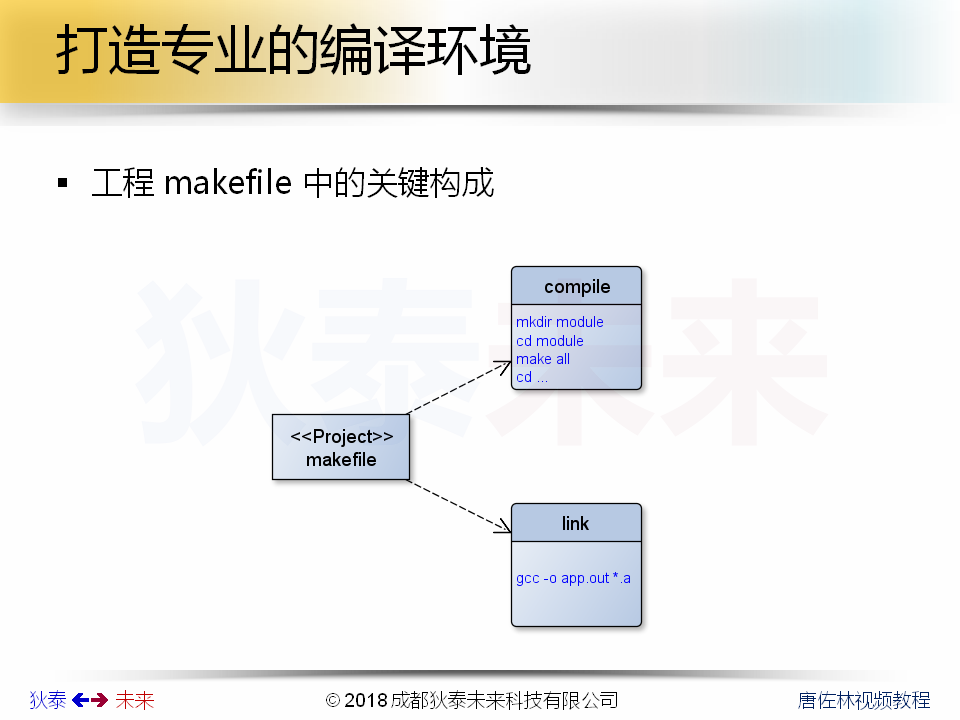 打造专业的编译环境
▪ 工程 makefile 中的关键构成
狄泰未来
compile
mkdir module
cd module
make all
cd ...
<<Project>>
makefile
link
gcc -o app.out *.a
狄泰 未来
© 2018 成都狄泰未来科技有限公司
唐佐林视频教程